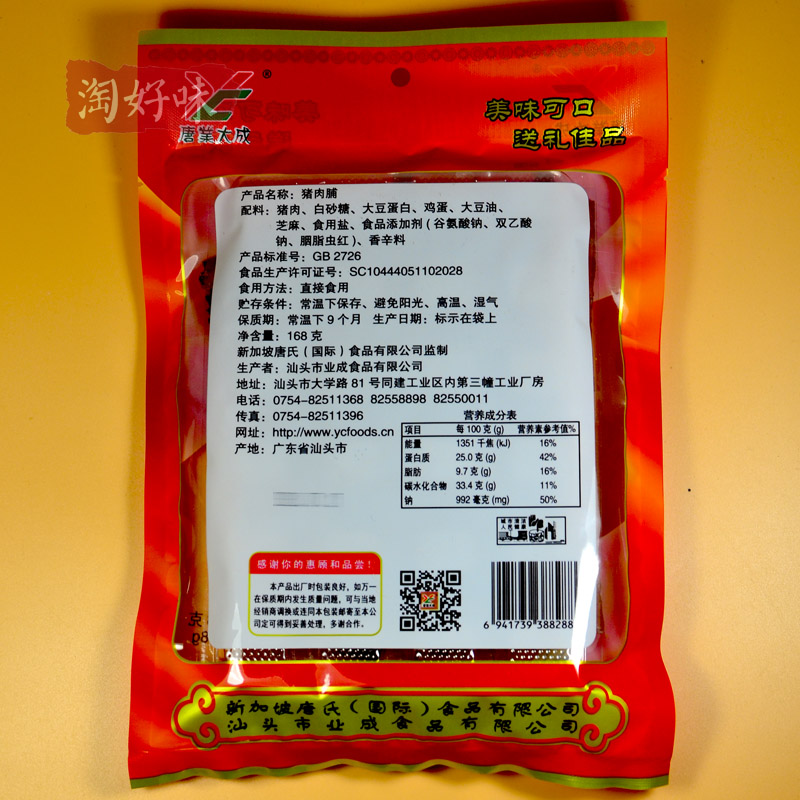 淘好味
®
唐業大成
美味可口
送礼佳品
产品名称：猪肉脯
配料：猪肉、白砂糖、大豆蛋白、鸡蛋、大豆油、
芝麻、食用盐、食品添加剂（谷氨酸钠、双乙酸
钠、胭脂虫红）、香辛料
产品标准号：GB 2726
食品生产许可证号：SC10444051102028
食用方法：直接食用
贮存条件：常温下保存、避免阳光、高温、湿气
保质期：常温下9个月 生产日期：标示在袋上
净含量：168克
新加坡唐氏（国际）食品有限公司监制
生产者：汕头市业成食品有限公司
地址：汕头市大学路81号同建工业区内第三幢工业厂房
电话：0754-82511368 82558898 82550011
传真：0754-82511396
网址：http://www.ycfoods.cn
产地：广东省汕头市
营养成分表
项目 每100克(g) 营养素参考值%
能量 1351 千焦(kJ) 16%
蛋白质 25.0 克(g) 42%
脂肪 9.7 克(g) 16%
碳水化合物 33.4 克(g) 11%
钠 992 毫克(mg) 50%
城市清洁
人民健康
感谢你的惠顾和品尝！
本产品出厂时包装良好，如万一
在保质期内发生质量问题，可与当地
经销商调换或连同本包装邮寄至本公
司定可得到妥善处理，多谢合作。
6 941739 388288
新加坡唐氏（国际）食品有限公司
汕头市业成食品有限公司